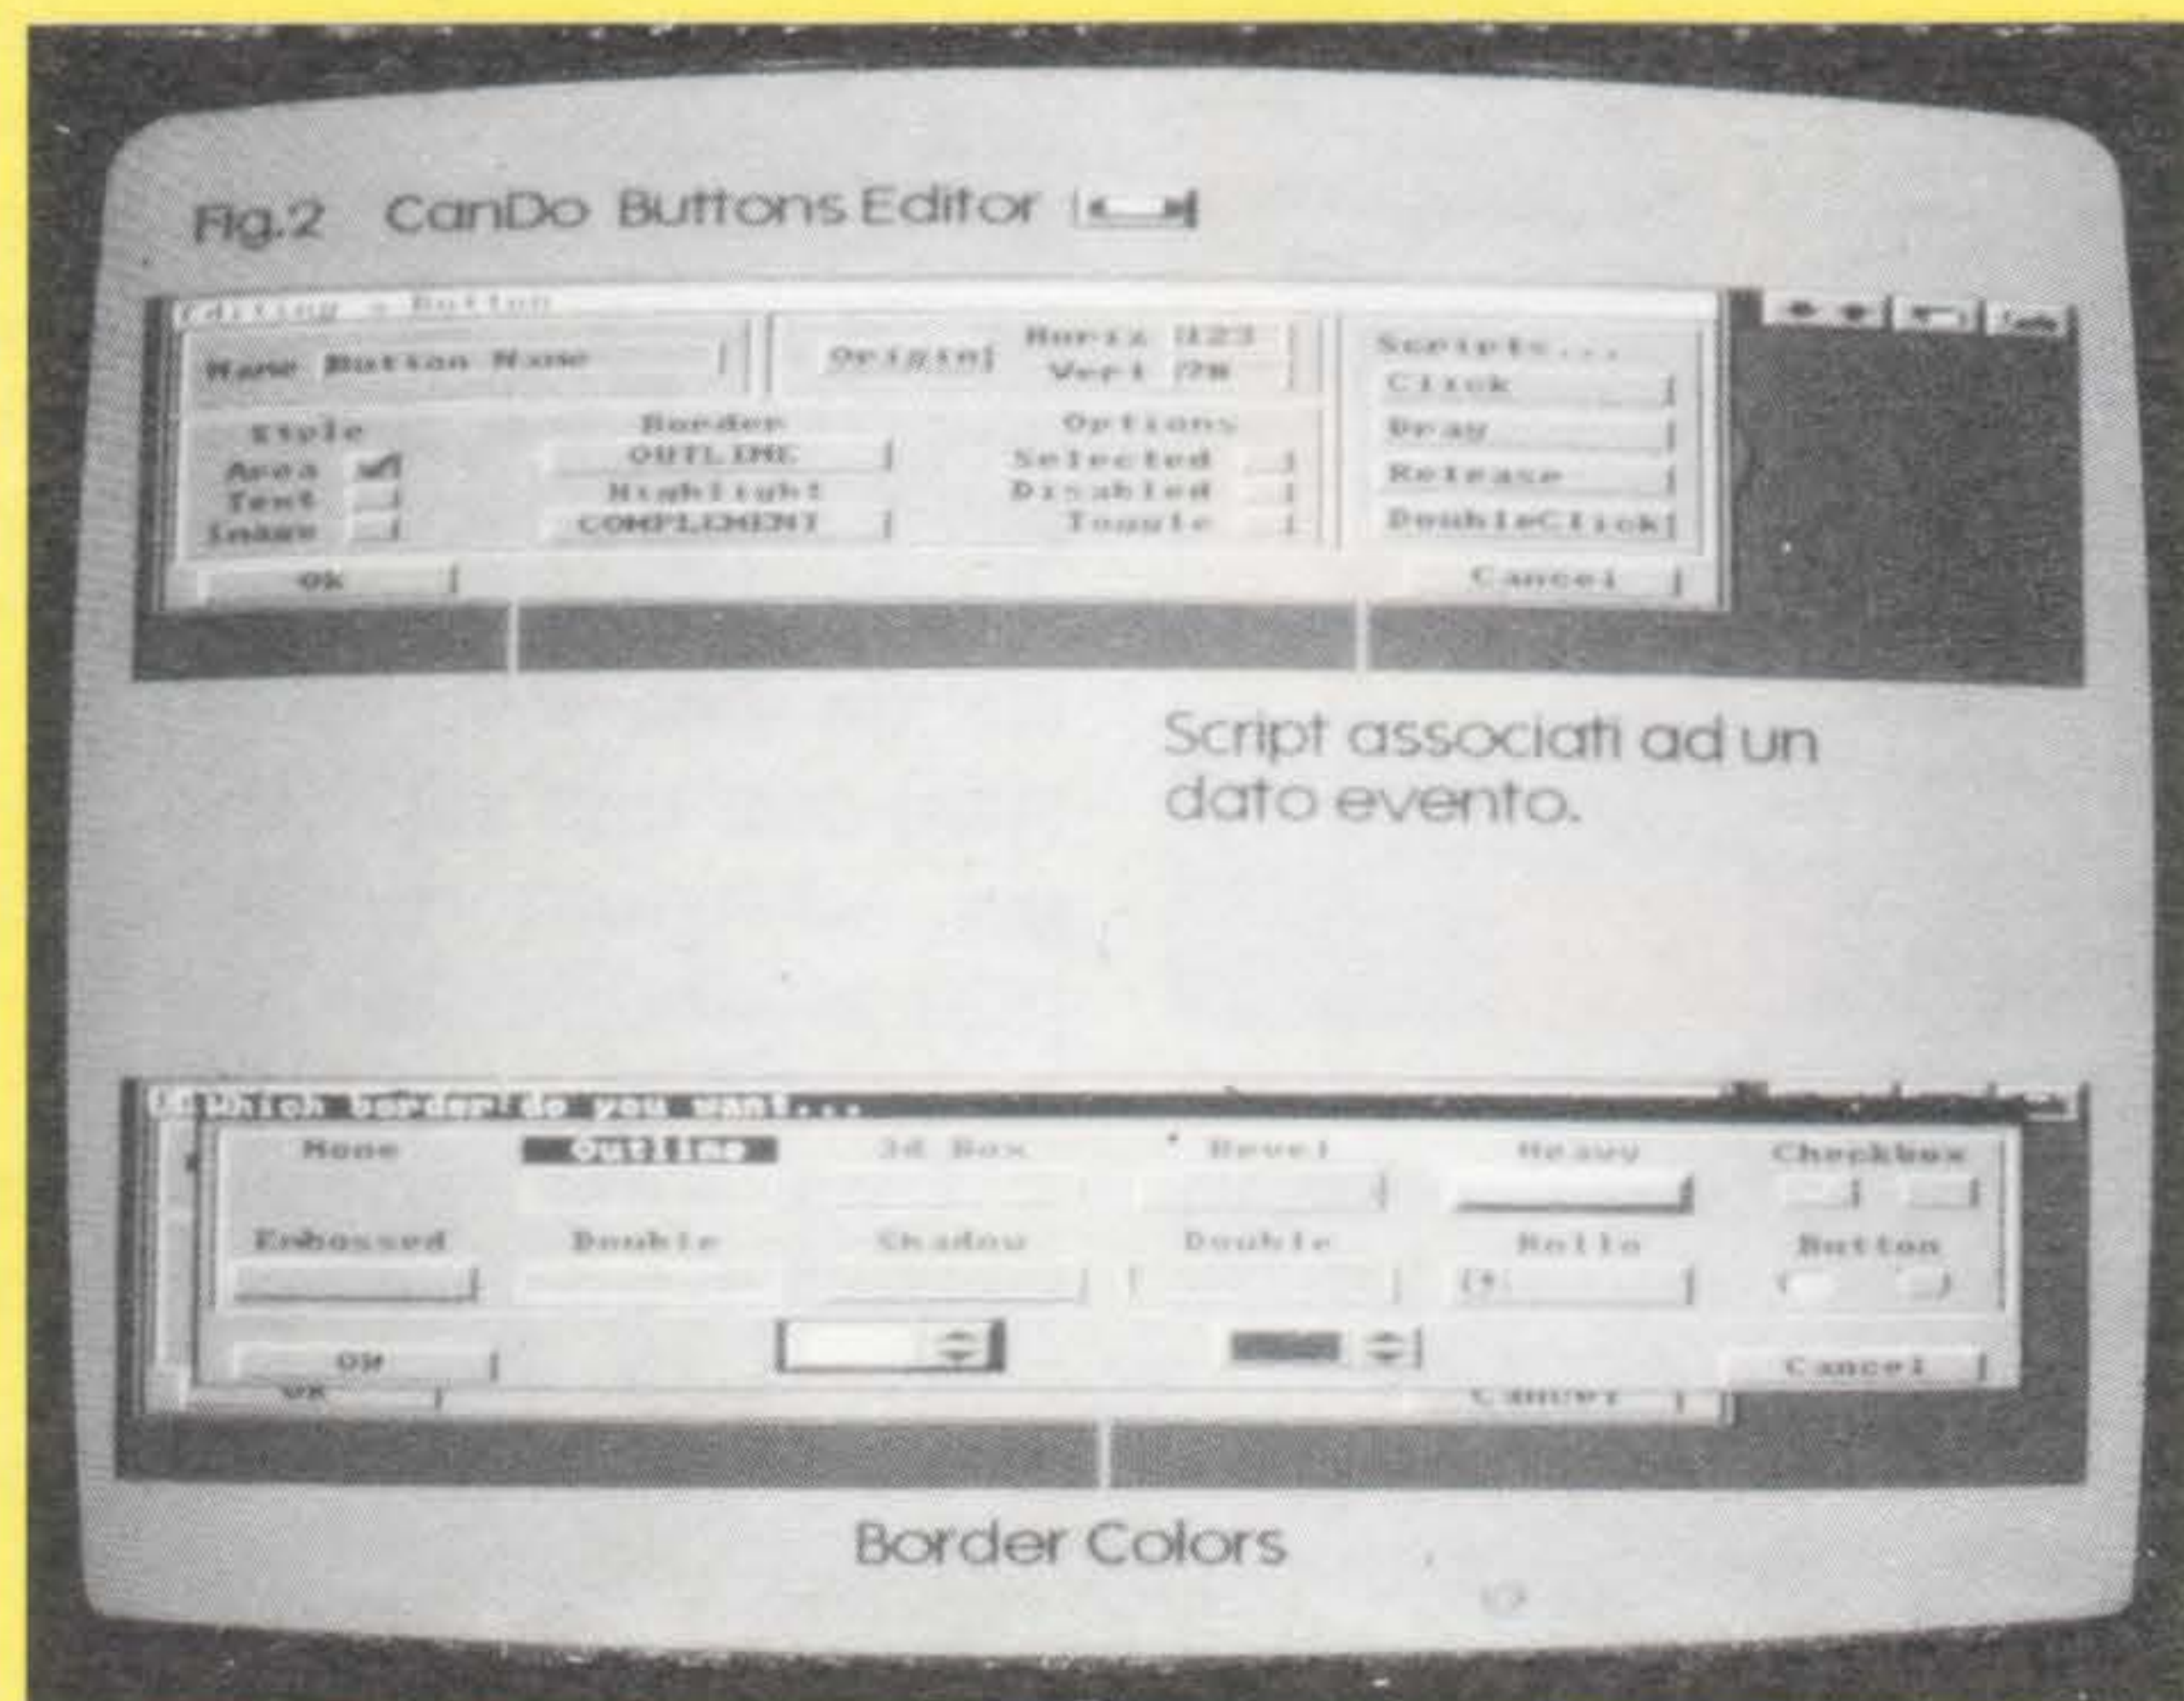 Fig.2 CanDo Buttons Editor
Editing a Button
Name Button Name
Origin
Horiz 123
Vert
Style
Area
Text
Image
Border
OUTLINE
Highlight
COMPLEMENT
Options
Selected
Disabled
Toggle
Scripts...
Click
Drag
Release
DoubleClick
Ok
Cancel
Script associati ad un
dato evento.
Which border do you want...
None
Outline
3d Box
Bevel
Heavy
Checkbox
Embossed
Double
Shadow
Double
Button
Ok
Cancel
Ok
Cancel
Border Colors